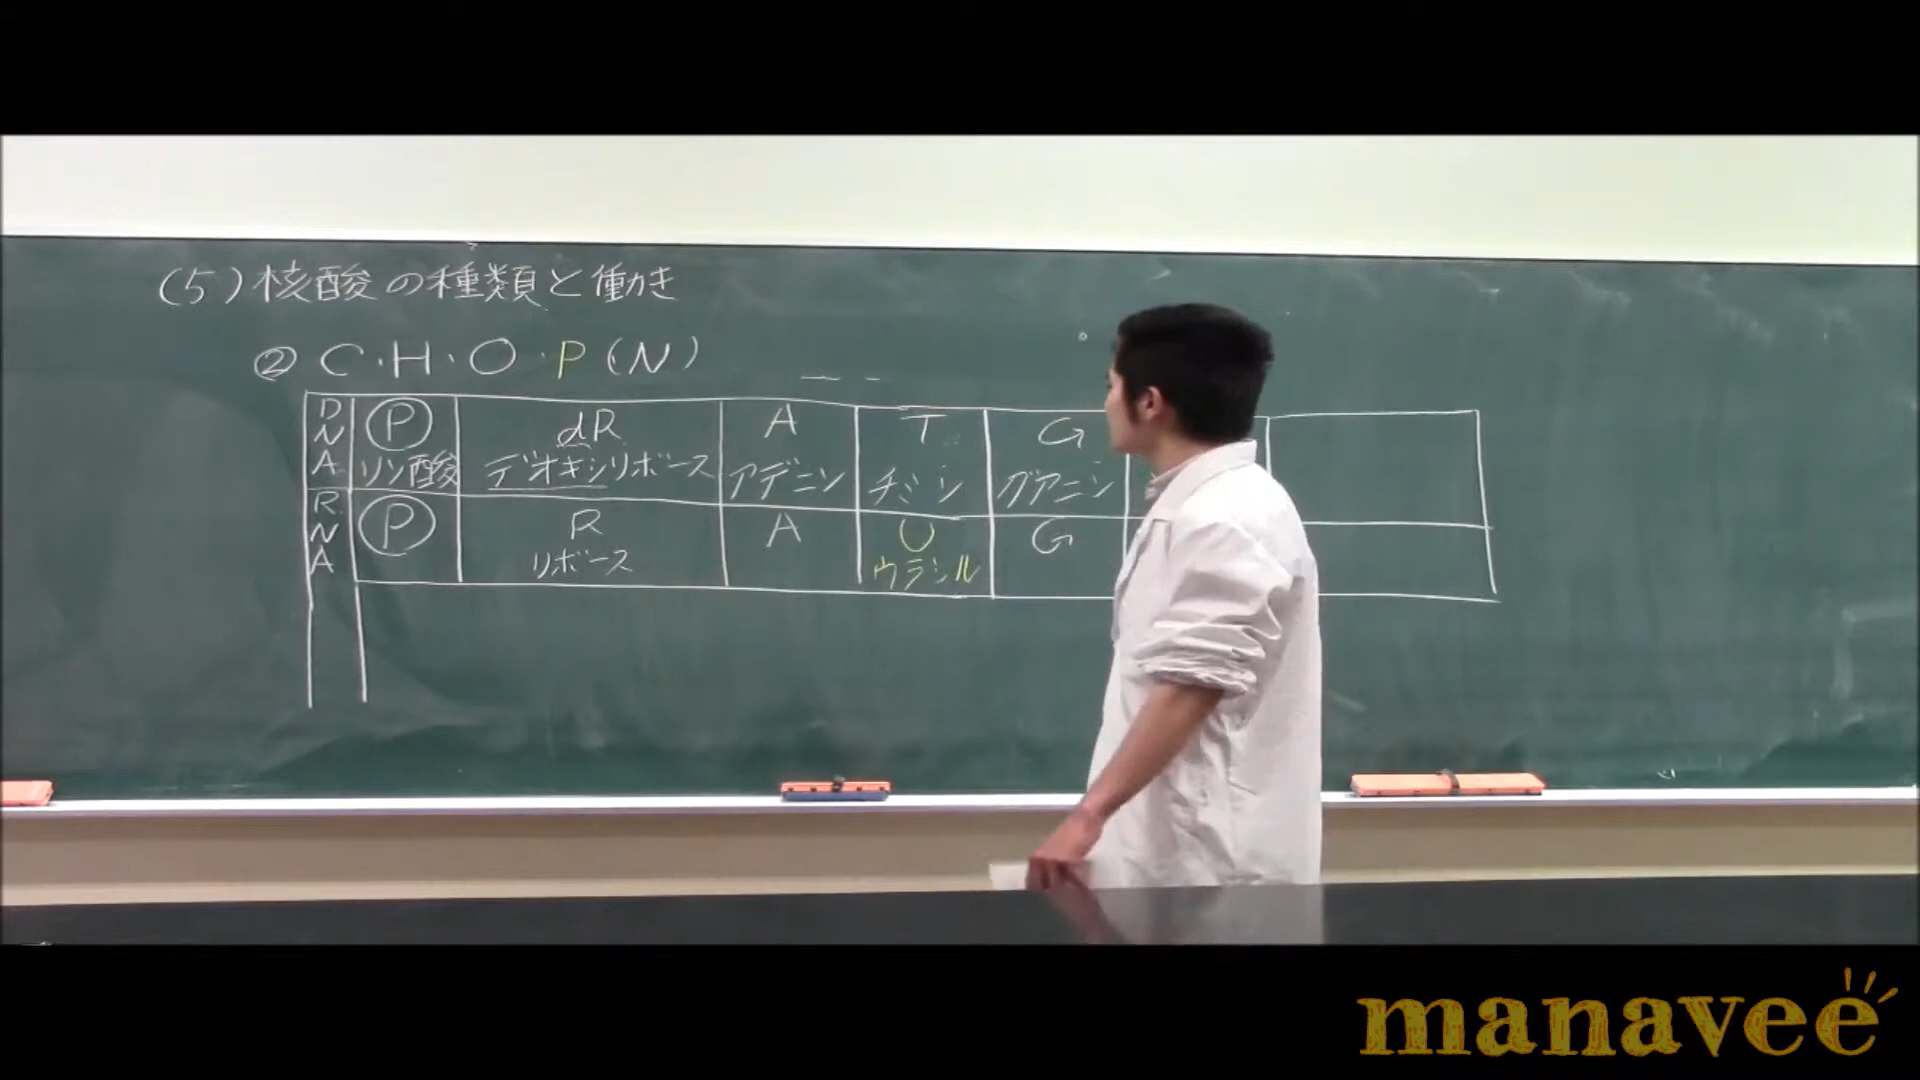 (5)核酸の種類と働き
② C・H・O・P(N)
DNA Ⓟ dR A T G
リン酸 デオキシリボース アデニン チミン グアニン
RNA Ⓟ R A U G
リボース ウラシル
manavee